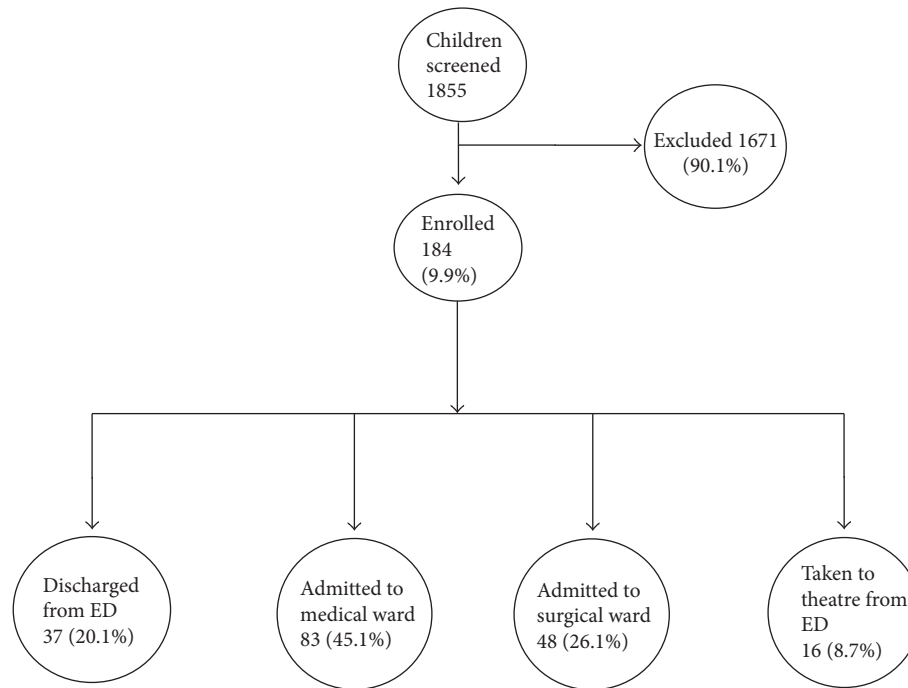 Children
screened
1855
Excluded 1671
(90.1%)
Enrolled
184
(9.9%)
Discharged
from ED
37 (20.1%)
Admitted to
medical ward
83 (45.1%)
Admitted to
surgical ward
48 (26.1%)
Taken to
theatre from
ED
16 (8.7%)